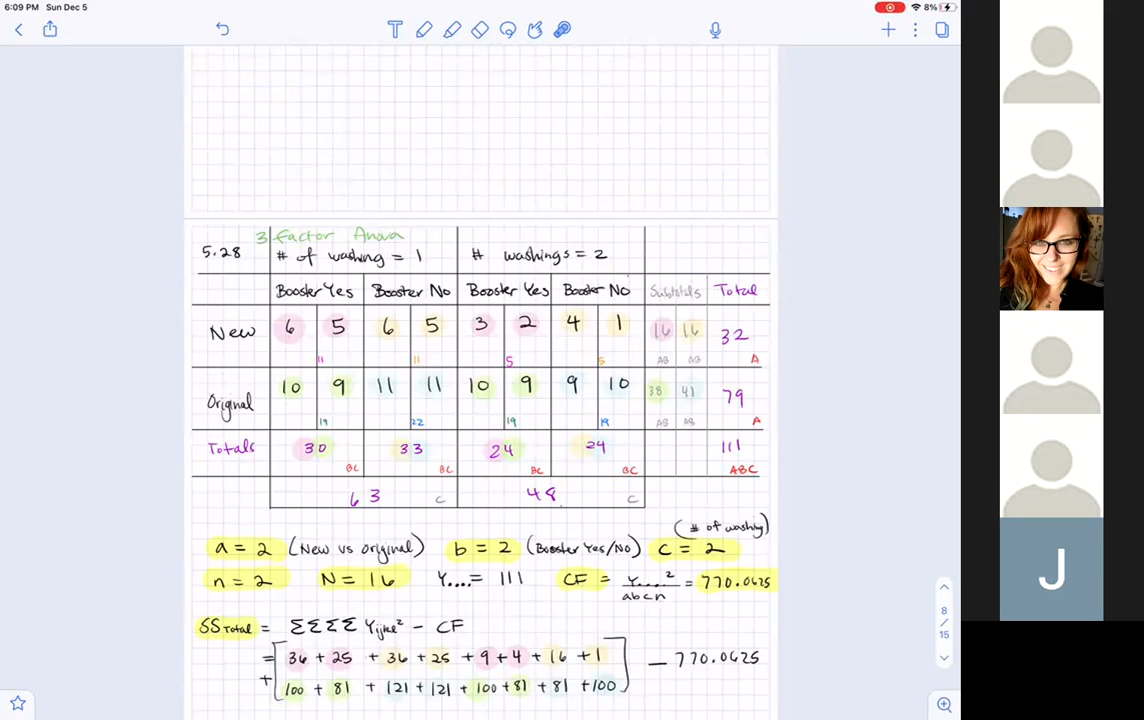 6:09 PM Sun Dec 5 8%
3 Factor Anova
5.28 # of washing = 1 # washings = 2
Booster Yes Booster No Booster Yes Booster No Subtotals Total
New 6 5 6 5 3 2 4 1 16 16 32
11 11 5 5 AB AB A
10 9 11 11 10 9 9 10 38 41 79
Original
19 22 19 19 AB AB A
Totals 30 33 24 24 111
BC BC BC BC ABC
63 C 48 C
(# of washing)
a = 2 (New vs original) b = 2 (Booster Yes/No) c = 2
n = 2 N = 16 Y.... = 111 CF = Y....² / abcn = 770.0625
SSTotal = ΣΣΣΣ Yijkl² - CF
= [36 + 25 + 36 + 25 + 9 + 4 + 16 + 1 ] — 770.0625
+ [100 + 81 + 121 + 121 + 100 + 81 + 81 + 100]
8
/
15
J